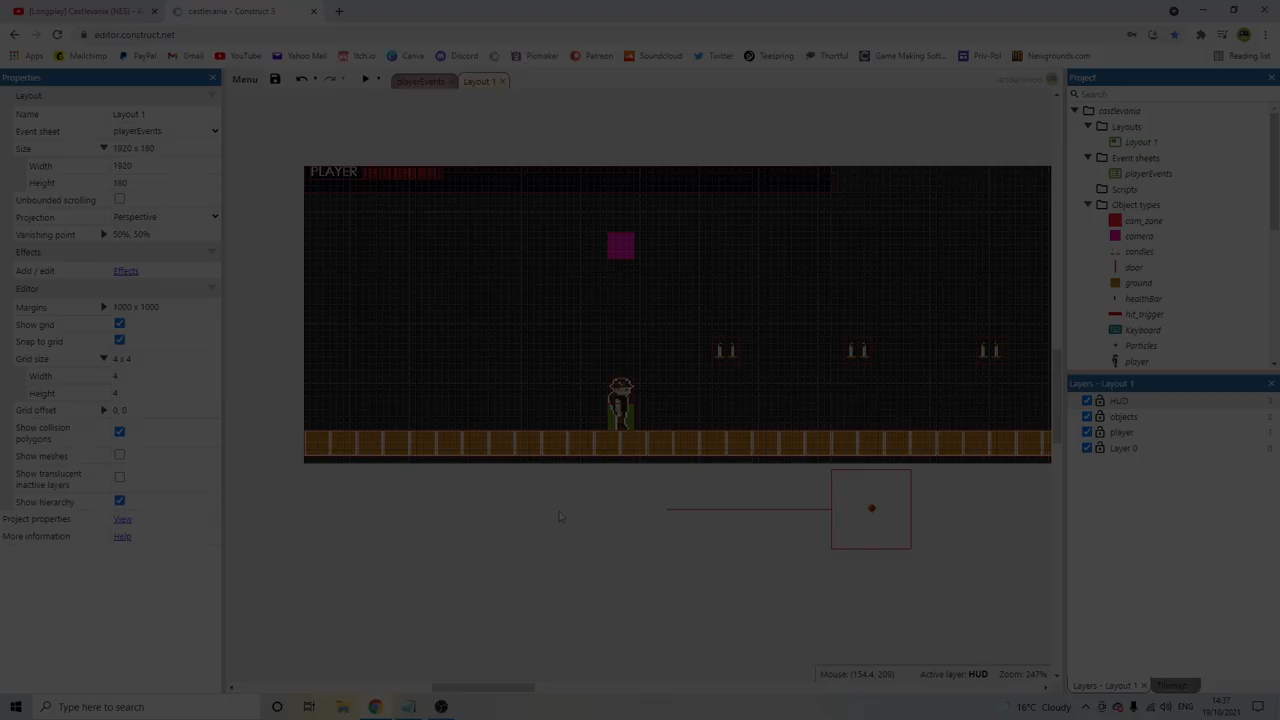 [Longplay] Castlevania (NES) - A
castlevania - Construct 3
editor.construct.net
Apps
Mailchimp
PayPal
Gmail
YouTube
Yahoo Mail
Itch.io
Canva
Discord
Pixmaker
Patreon
Soundcloud
Twitter
Teespring
Thortful
Game Making Soft...
Priv-Pol
Newgrounds.com
Reading list
Properties
Menu
playerEvents
Layout 1
Project
Layout
Name Layout 1
Event sheet playerEvents
Size 1920 x 180
Width 1920
Height 180
Unbounded scrolling
Projection Perspective
Vanishing point 50%, 50%
Effects
Add / edit Effects
Editor
Margins 1000 x 1000
Show grid
Snap to grid
Grid size 4 x 4
Width 4
Height 4
Grid offset 0, 0
Show collision
polygons
Show meshes
Show translucent
inactive layers
Show hierarchy
Project properties View
More information Help
PLAYER
Search
castlevania
Layouts
Layout 1
Event sheets
playerEvents
Scripts
Object types
cam_zone
camera
candles
door
ground
healthBar
hit_trigger
Keyboard
Particles
player
Layers - Layout 1
HUD 3
objects 2
player 1
Layer 0 0
Mouse: (154.4, 209) Active layer: HUD Zoom: 247%
Layers - Layout 1
Tilemap
Type here to search
16°C Cloudy
ENG
14:37
19/10/2021